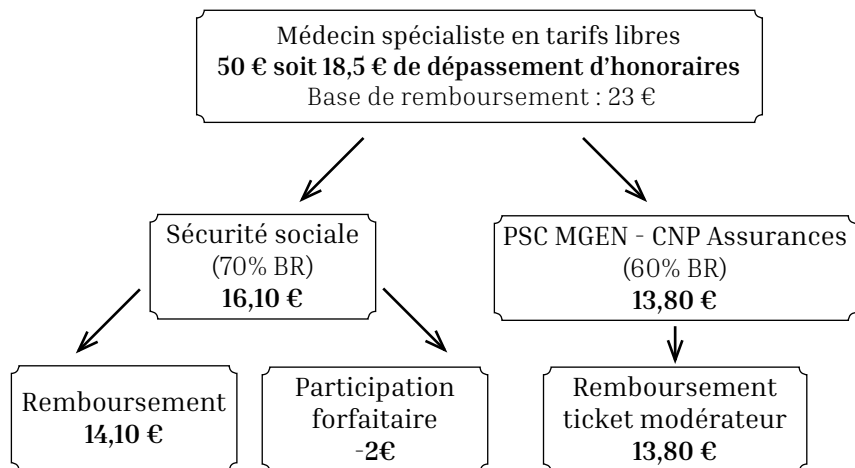 Médecin spécialiste en tarifs libres
50 € soit 18,5 € de dépassement d'honoraires
Base de remboursement : 23 €
Sécurité sociale
(70% BR)
16,10 €
PSC MGEN - CNP Assurances
(60% BR)
13,80 €
Remboursement
14,10 €
Participation
forfaitaire
-2€
Remboursement
ticket modérateur
13,80 €